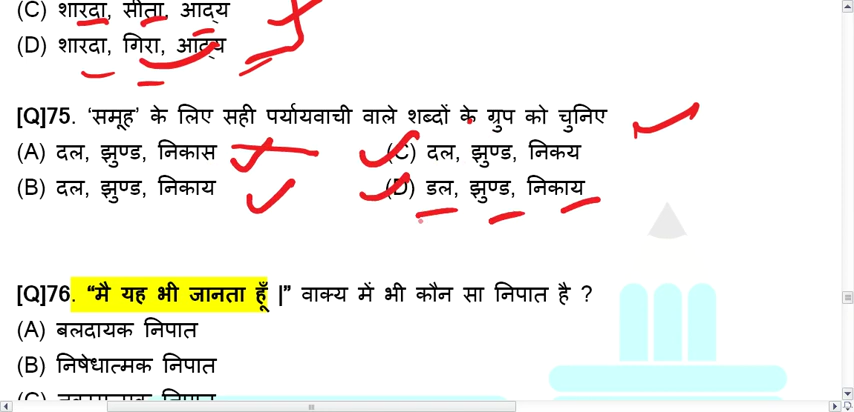 (C) शारदा, सीता, आद्य
(D) शारदा, गिरा, आद्य
[Q]75. ‘समूह’ के लिए सही पर्यायवाची वाले शब्दों के ग्रुप को चुनिए
(A) दल, झुण्ड, निकास (C) दल, झुण्ड, निकय
(B) दल, झुण्ड, निकाय (D) डल, झुण्ड, निकाय
[Q]76. “मै यह भी जानता हूँ |” वाक्य में भी कौन सा निपात है ?
(A) बलदायक निपात
(B) निषेधात्मक निपात